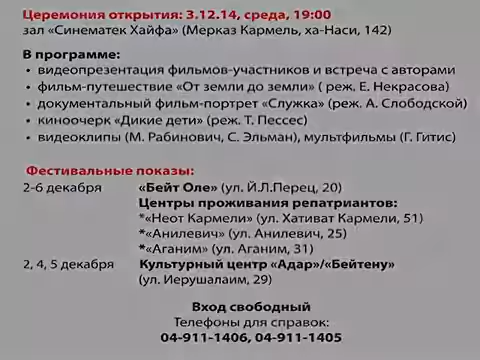 Церемония открытия: 3.12.14, среда, 19:00
зал «Синематек Хайфа» (Мерказ Кармель, ха-Наси, 142)
В программе:
• видеопрезентация фильмов-участников и встреча с авторами
• фильм-путешествие «От земли до земли» ( реж. Е. Некрасова)
• документальный фильм-портрет «Служка» (реж. А. Слободской)
• киноочерк «Дикие дети» (реж. Т. Пессес)
• видеоклипы (М. Рабинович, С. Эльман), мультфильмы (Г. Гитис)
Фестивальные показы:
2-6 декабря «Бейт Оле» (ул. Й.Л.Перец, 20)
Центры проживания репатриантов:
*«Неот Кармели» (ул. Хативат Кармели, 51)
*«Анилевич» (ул. Анилевич, 25)
*«Аганим» (ул. Аганим, 31)
2, 4, 5 декабря Культурный центр «Адар»/«Бейтену»
(ул. Иерушалаим, 29)
Вход свободный
Телефоны для справок:
04-911-1406, 04-911-1405